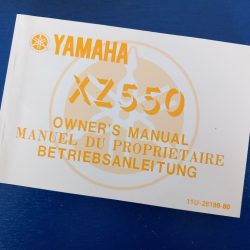 YAMAHA
XZ550
OWNER'S MANUAL
MANUEL DU PROPRIETAIRE
BETRIEBSANLEITUNG
11U-28199-80